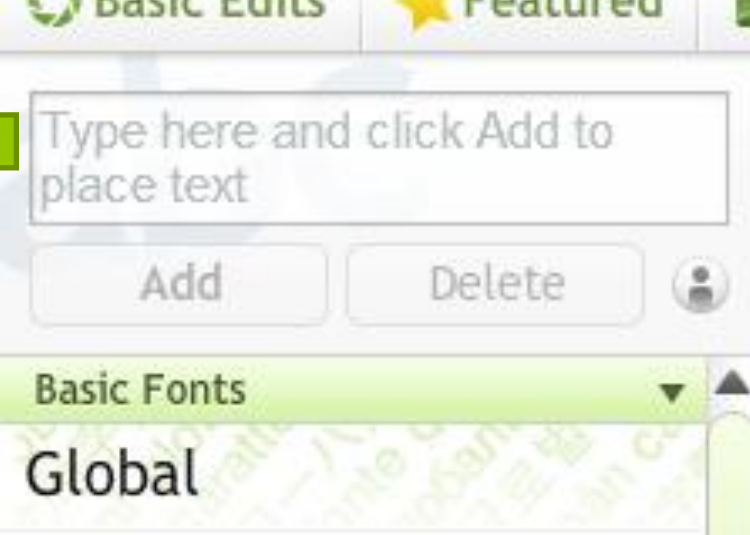 Basic Edits
Featured
Type here and click Add to
place text
Add
Delete
Basic Fonts
Global